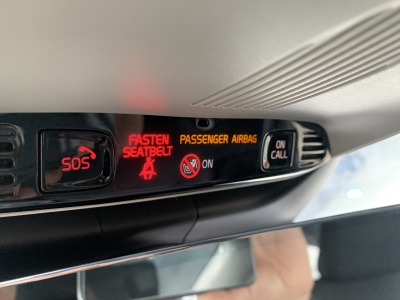 SOS
FASTEN
SEATBELT
PASSENGER AIRBAG
ON
ON
CALL